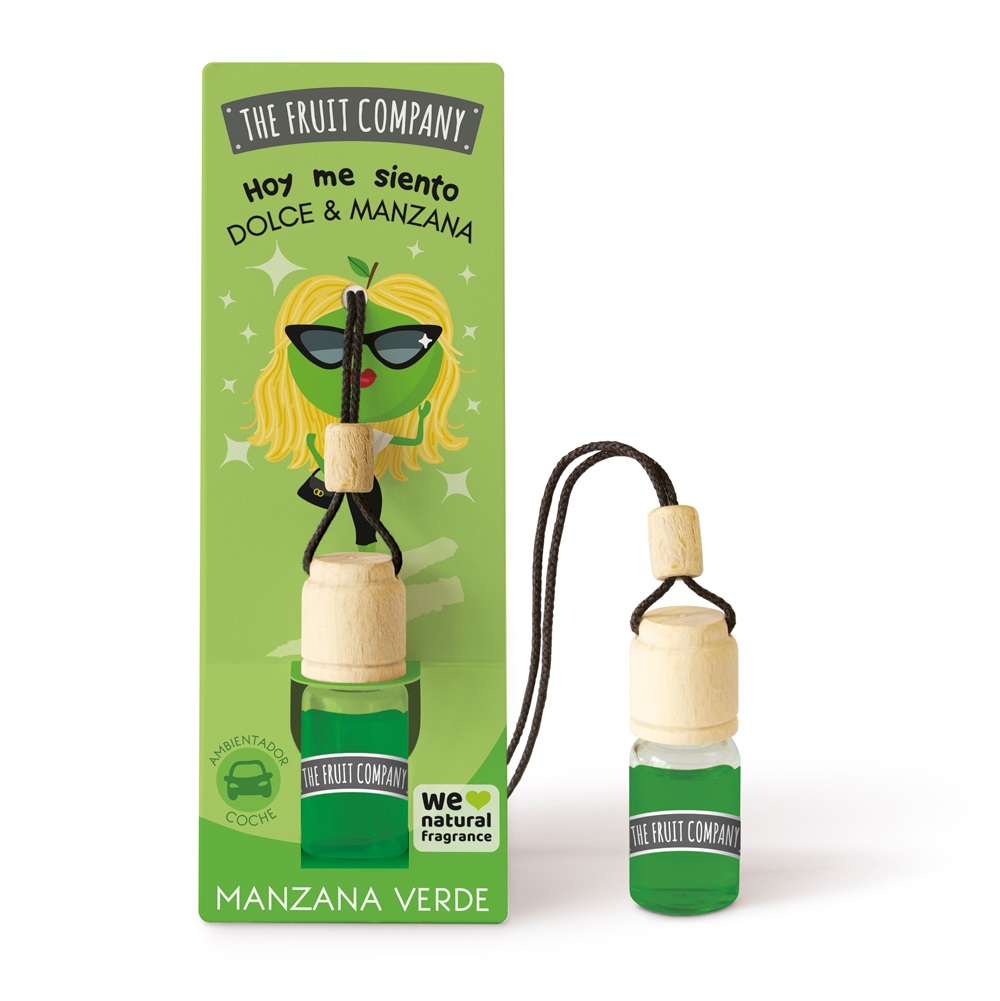 THE FRUIT COMPANY
Hoy me siento
DOLCE & MANZANA
AMBIENTADOR
COCHE
THE FRUIT COMPANY
we
natural
fragrance
MANZANA VERDE
THE FRUIT COMPANY